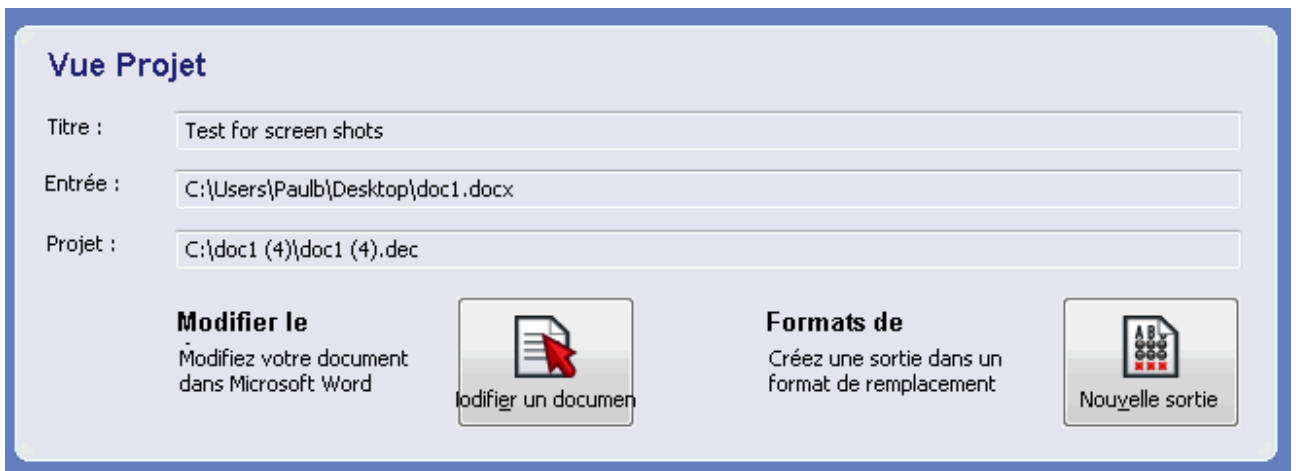 Vue Projet
Titre :
Test for screen shots
Entrée :
C:\Users\Paulb\Desktop\doc1.docx
Projet :
C:\doc1 (4)\doc1 (4).dec
Modifier le
Modifiez votre document
dans Microsoft Word
odifier un documen
Formats de
Créez une sortie dans un
format de remplacement
ABC
Nouvelle sortie